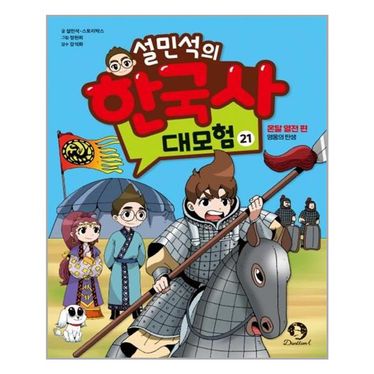 글 설민석·스토리박스
그림 정현희
감수 강석화
설민석의
한국사
대모험 21
온달 열전 편
영웅의 탄생
Dankkum i